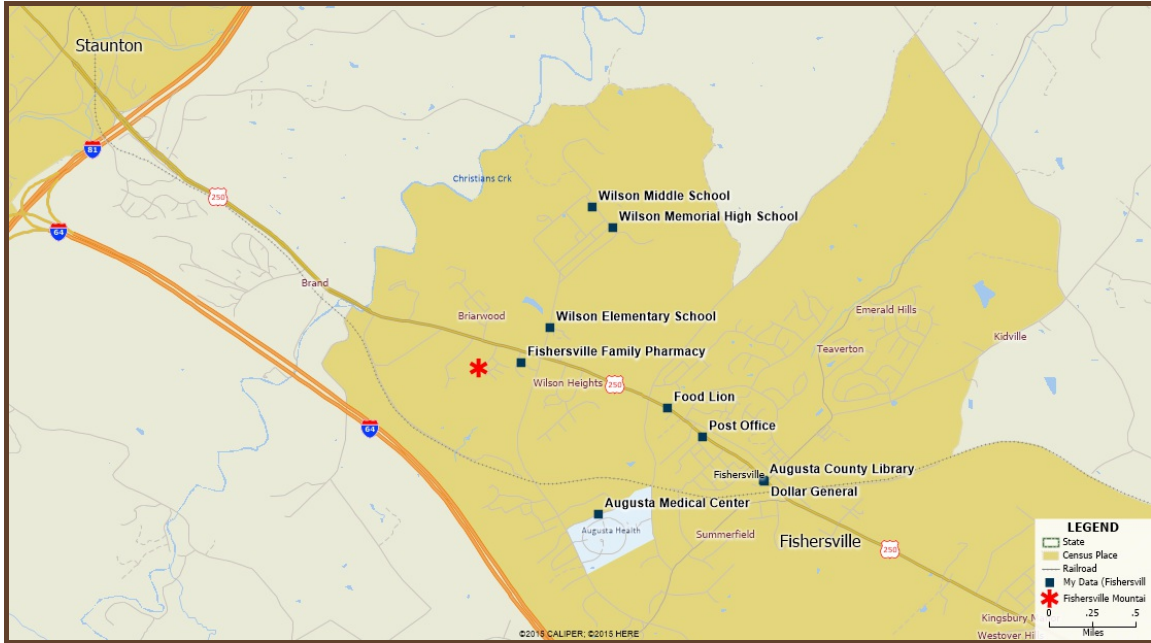 Staunton
81
250
64
Christians Crk
Wilson Middle School
Wilson Memorial High School
Brand
Briarwood
Emerald Hills
Wilson Elementary School
Kidville
Fishersville Family Pharmacy
Teaverton
Wilson Heights
250
Food Lion
64
Post Office
Fishersville
Augusta County Library
Dollar General
Augusta Medical Center
Augusta Health
Summerfield
Fishersville
250
LEGEND
State
Census Place
Railroad
My Data (Fishersvill
Fishersville Mountai
0 .25 .5
Miles
Kingsbury
Westover Hill
©2015 CALIPER; ©2015 HERE